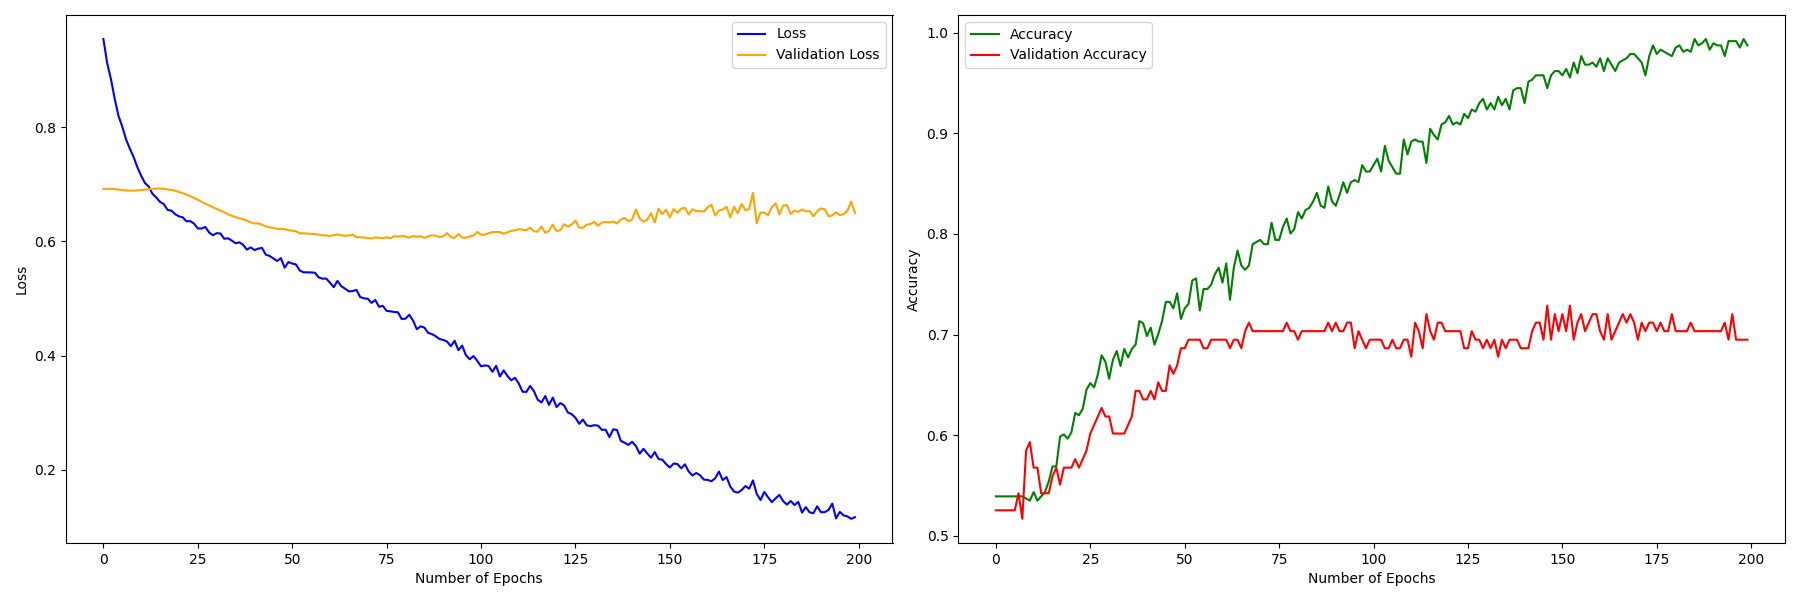 Loss
Validation Loss
0.8
0.6
0.4
0.2
Loss
0 25 50 75 100 125 150 175 200
Number of Epochs
Accuracy
Validation Accuracy
1.0
0.9
0.8
0.7
0.6
0.5
Accuracy
0 25 50 75 100 125 150 175 200
Number of Epochs